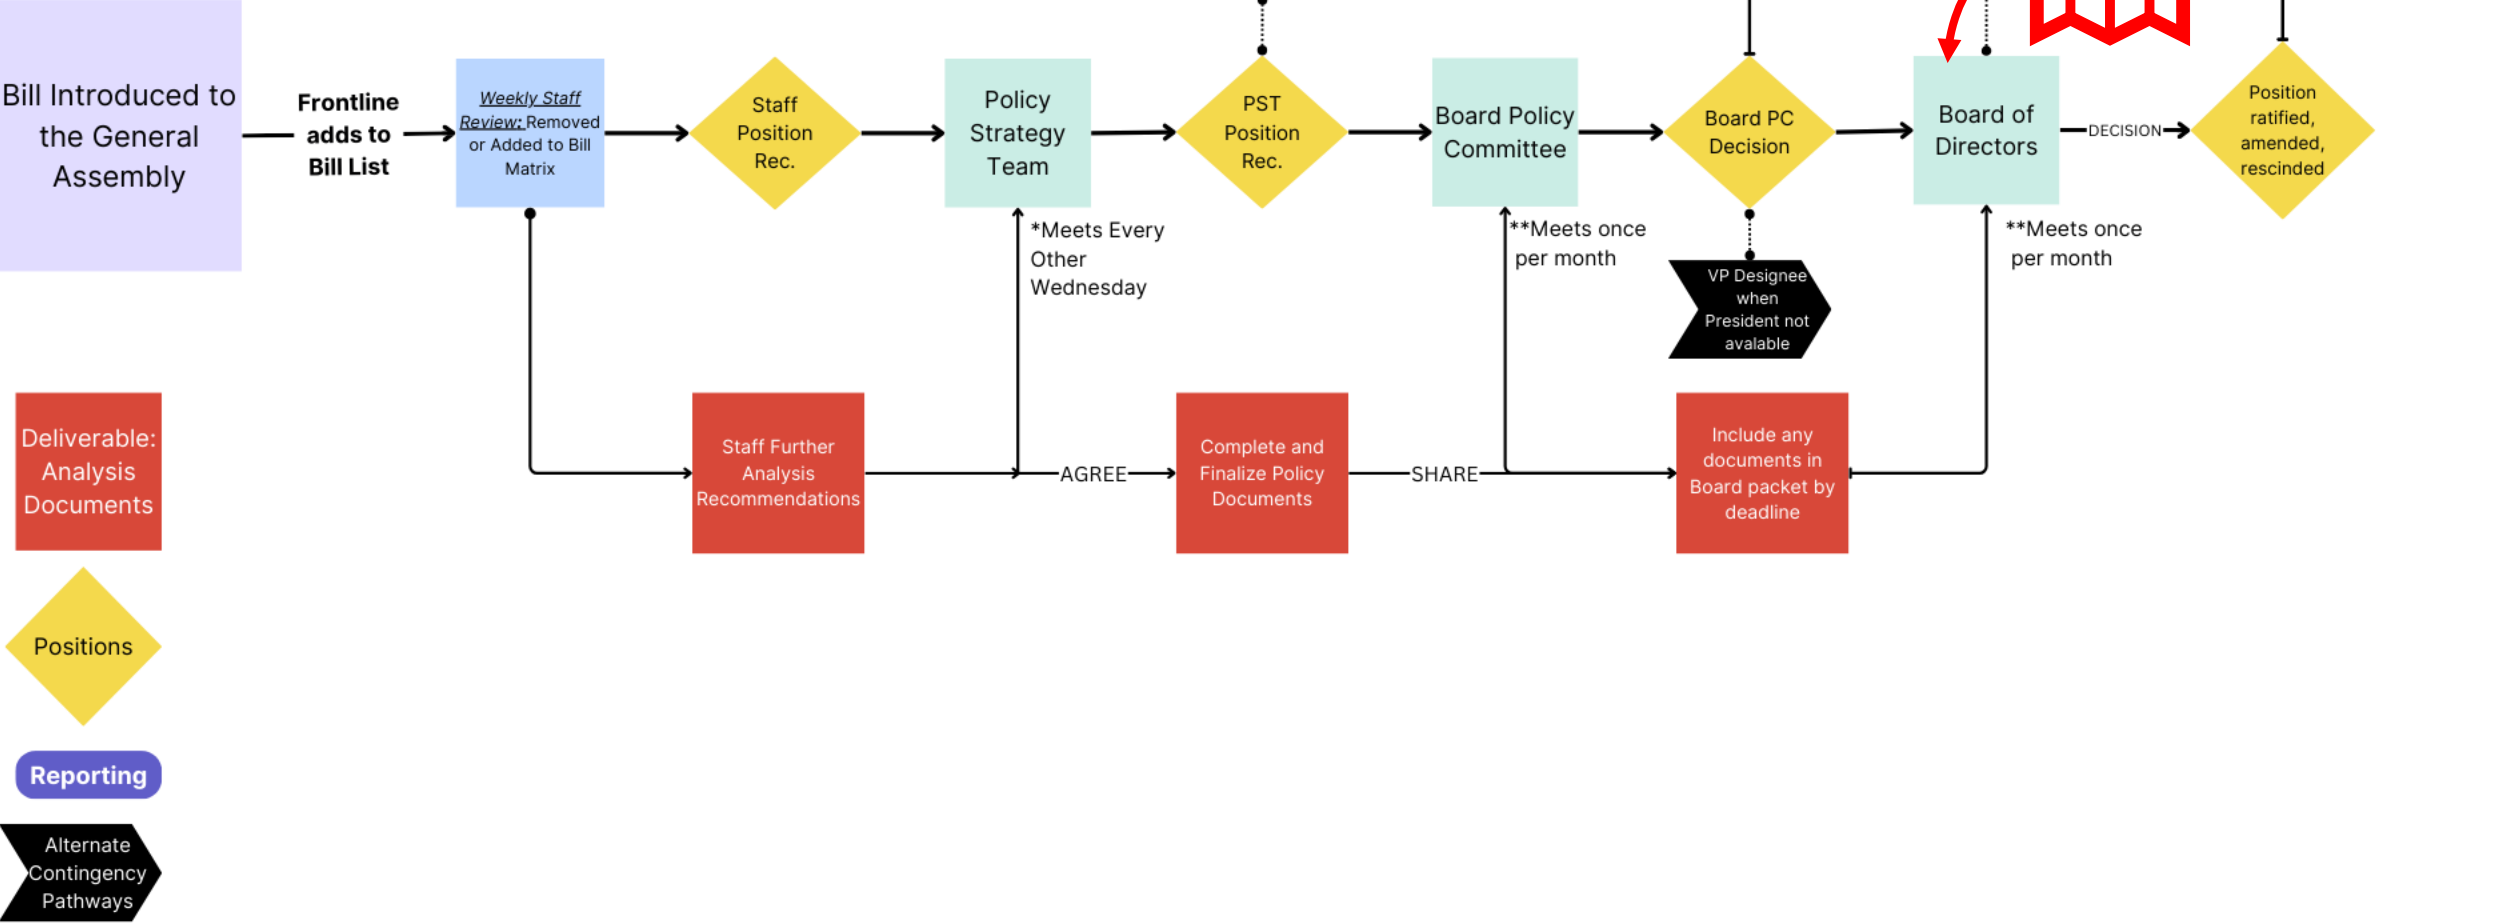 Bill Introduced to
the General
Assembly
Frontline
adds to
Bill List
Weekly Staff
Review: Removed
or Added to Bill
Matrix
Staff
Position
Rec.
Policy
Strategy
Team
*Meets Every
Other
Wednesday
PST
Position
Rec.
Board Policy
Committee
**Meets once
per month
Board PC
Decision
VP Designee
when
President not
avalable
Board of
Directors
**Meets once
per month
DECISION
Position
ratified,
amended,
rescinded
Deliverable:
Analysis
Documents
Staff Further
Analysis
Recommendations
AGREE
Complete and
Finalize Policy
Documents
SHARE
Include any
documents in
Board packet by
deadline
Positions
Reporting
Alternate
Contingency
Pathways